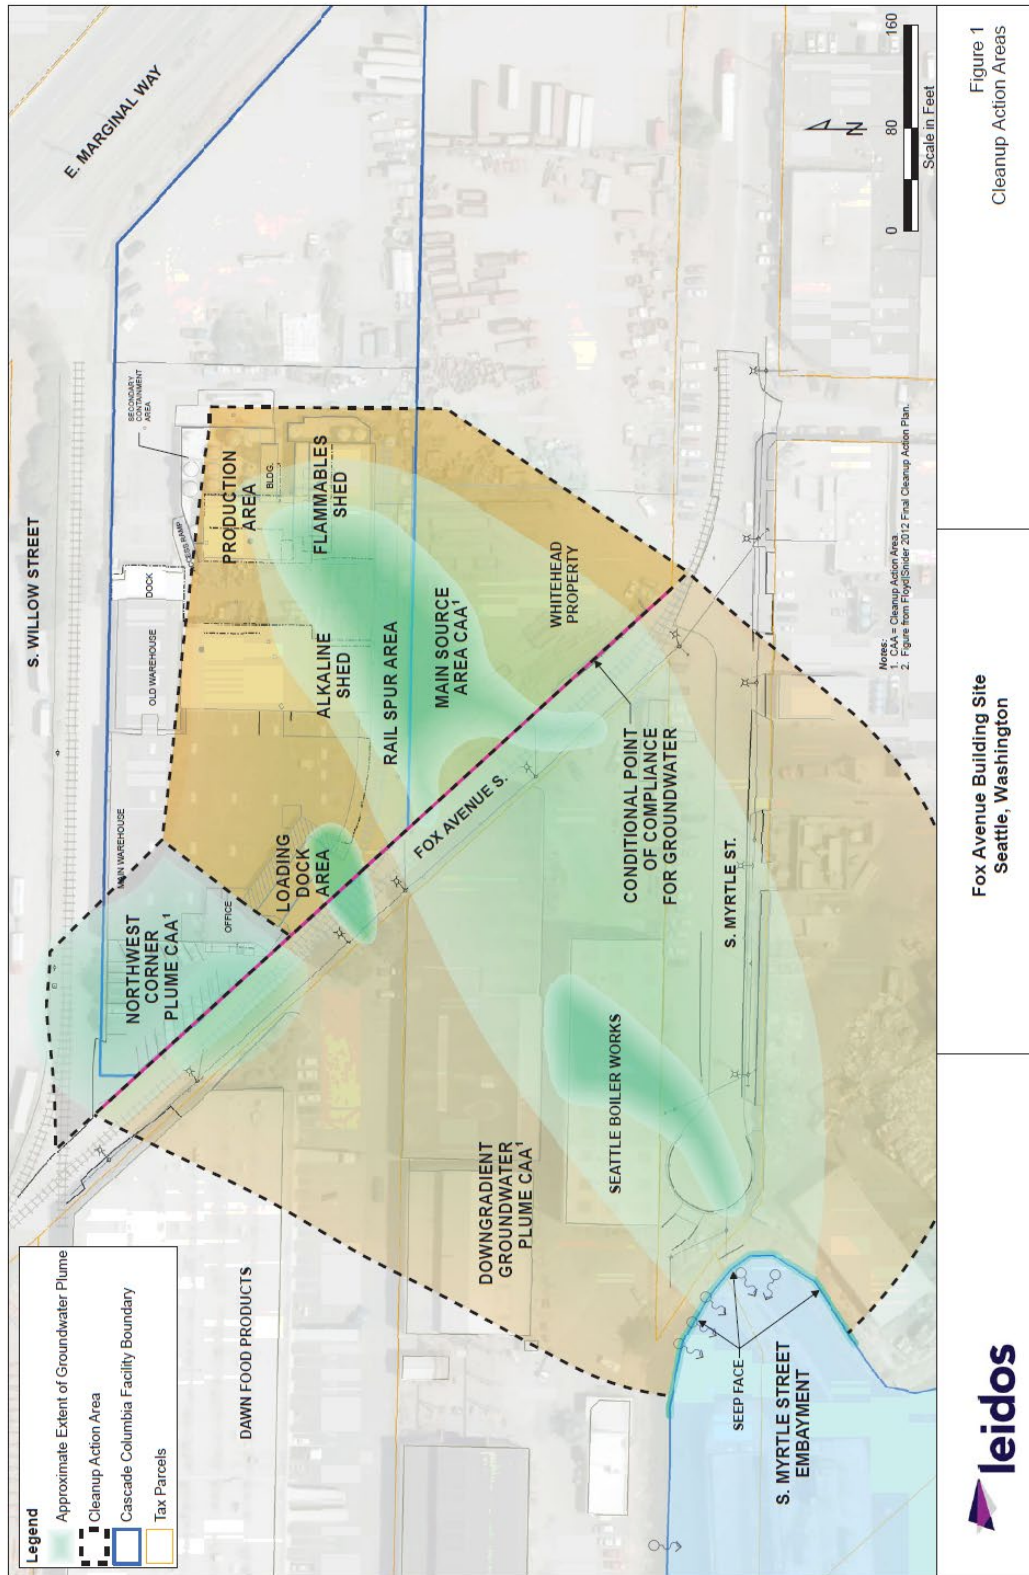 Legend
Approximate Extent of Groundwater Plume
Cleanup Action Area
Cascade Columbia Facility Boundary
Tax Parcels
S. WILLOW STREET
E. MARGINAL WAY
NORTHWEST
CORNER
PLUME CAA¹
MAIN WAREHOUSE
OFFICE
OLD WAREHOUSE
DOCK
ACCESS RAMP
SECONDARY
CONTAINMENT
AREA
PRODUCTION
AREA
BLDG.
FLAMMABLES
SHED
ALKALINE
SHED
LOADING
DOCK
AREA
RAIL SPUR AREA
MAIN SOURCE
AREA CAA¹
WHITEHEAD
PROPERTY
FOX AVENUE S.
CONDITIONAL POINT
OF COMPLIANCE
FOR GROUNDWATER
DAWN FOOD PRODUCTS
DOWNGRADIENT
GROUNDWATER
PLUME CAA¹
SEATTLE BOILER WORKS
S. MYRTLE ST.
SEEP FACE
S. MYRTLE STREET
EMBAYMENT
Notes:
1. CAA = Cleanup Action Area.
2. Figure from Floyd|Snider 2012 Final Cleanup Action Plan.
N
0 80 160
Scale in Feet
leidos
Fox Avenue Building Site
Seattle, Washington
Figure 1
Cleanup Action Areas